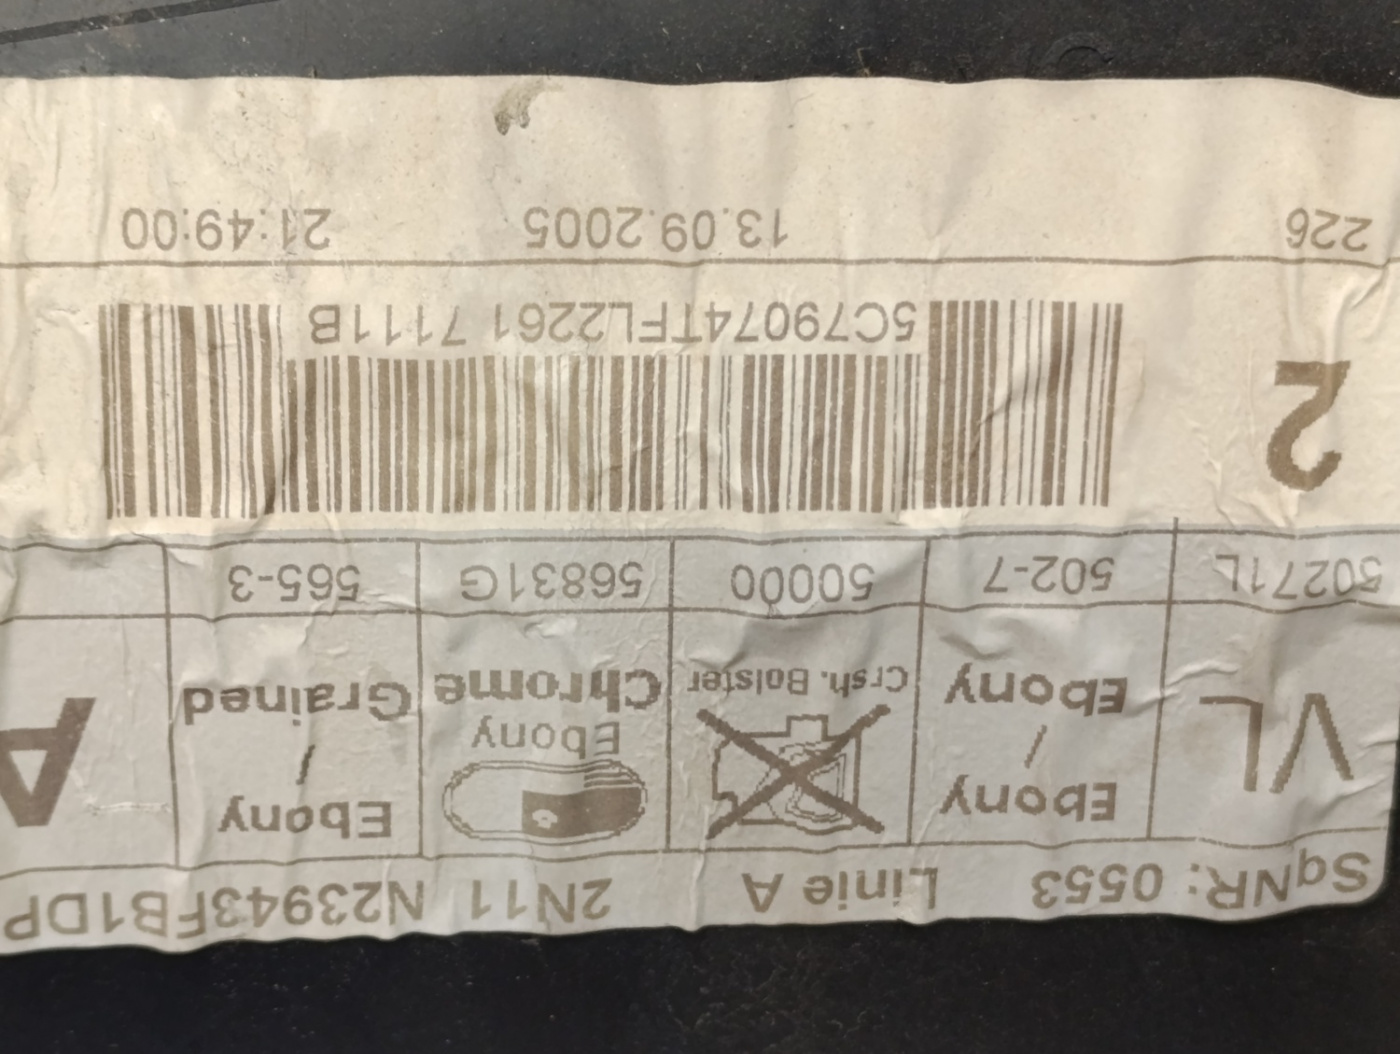 SqNR: 0553 Linie A 2N11 N23943FB1DP
VL Ebony / Ebony Crsh. Bolster Ebony Chrome Ebony / Grained A
50271L 502-7 50000 56831G 565-3
2
5C79074TFL2261 7111B
226 13.09.2005 21:49:00